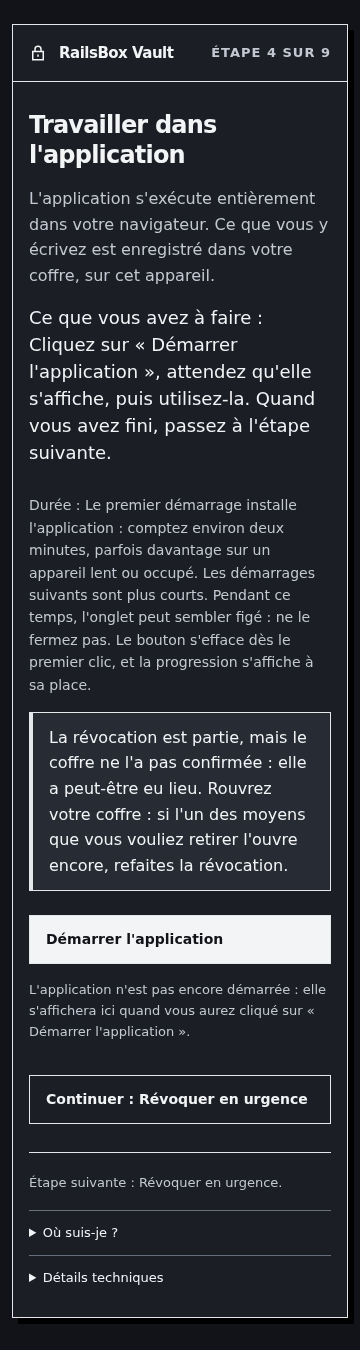 RailsBox Vault
ÉTAPE 4 SUR 9
Travailler dans
l'application
L'application s'exécute entièrement
dans votre navigateur. Ce que vous y
écrivez est enregistré dans votre
coffre, sur cet appareil.
Ce que vous avez à faire :
Cliquez sur « Démarrer
l'application », attendez qu'elle
s'affiche, puis utilisez-la. Quand
vous avez fini, passez à l'étape
suivante.
Durée : Le premier démarrage installe
l'application : comptez environ deux
minutes, parfois davantage sur un
appareil lent ou occupé. Les démarrages
suivants sont plus courts. Pendant ce
temps, l'onglet peut sembler figé : ne le
fermez pas. Le bouton s'efface dès le
premier clic, et la progression s'affiche à
sa place.
La révocation est partie, mais le
coffre ne l'a pas confirmée : elle
a peut-être eu lieu. Rouvrez
votre coffre : si l'un des moyens
que vous vouliez retirer l'ouvre
encore, refaites la révocation.
Démarrer l'application
L'application n'est pas encore démarrée : elle
s'affichera ici quand vous aurez cliqué sur «
Démarrer l'application ».
Continuer : Révoquer en urgence
Étape suivante : Révoquer en urgence.
Où suis-je ?
Détails techniques